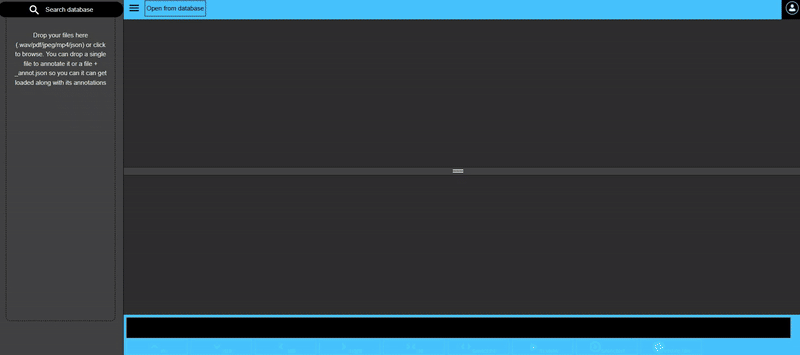 Search database
Open from database
Drop your files here
(.wav/pdf/jpeg/mp4/json) or click
to browse. You can drop a single
file to annotate it or a file +
_annot.json so you can it can get
loaded along with its annotations